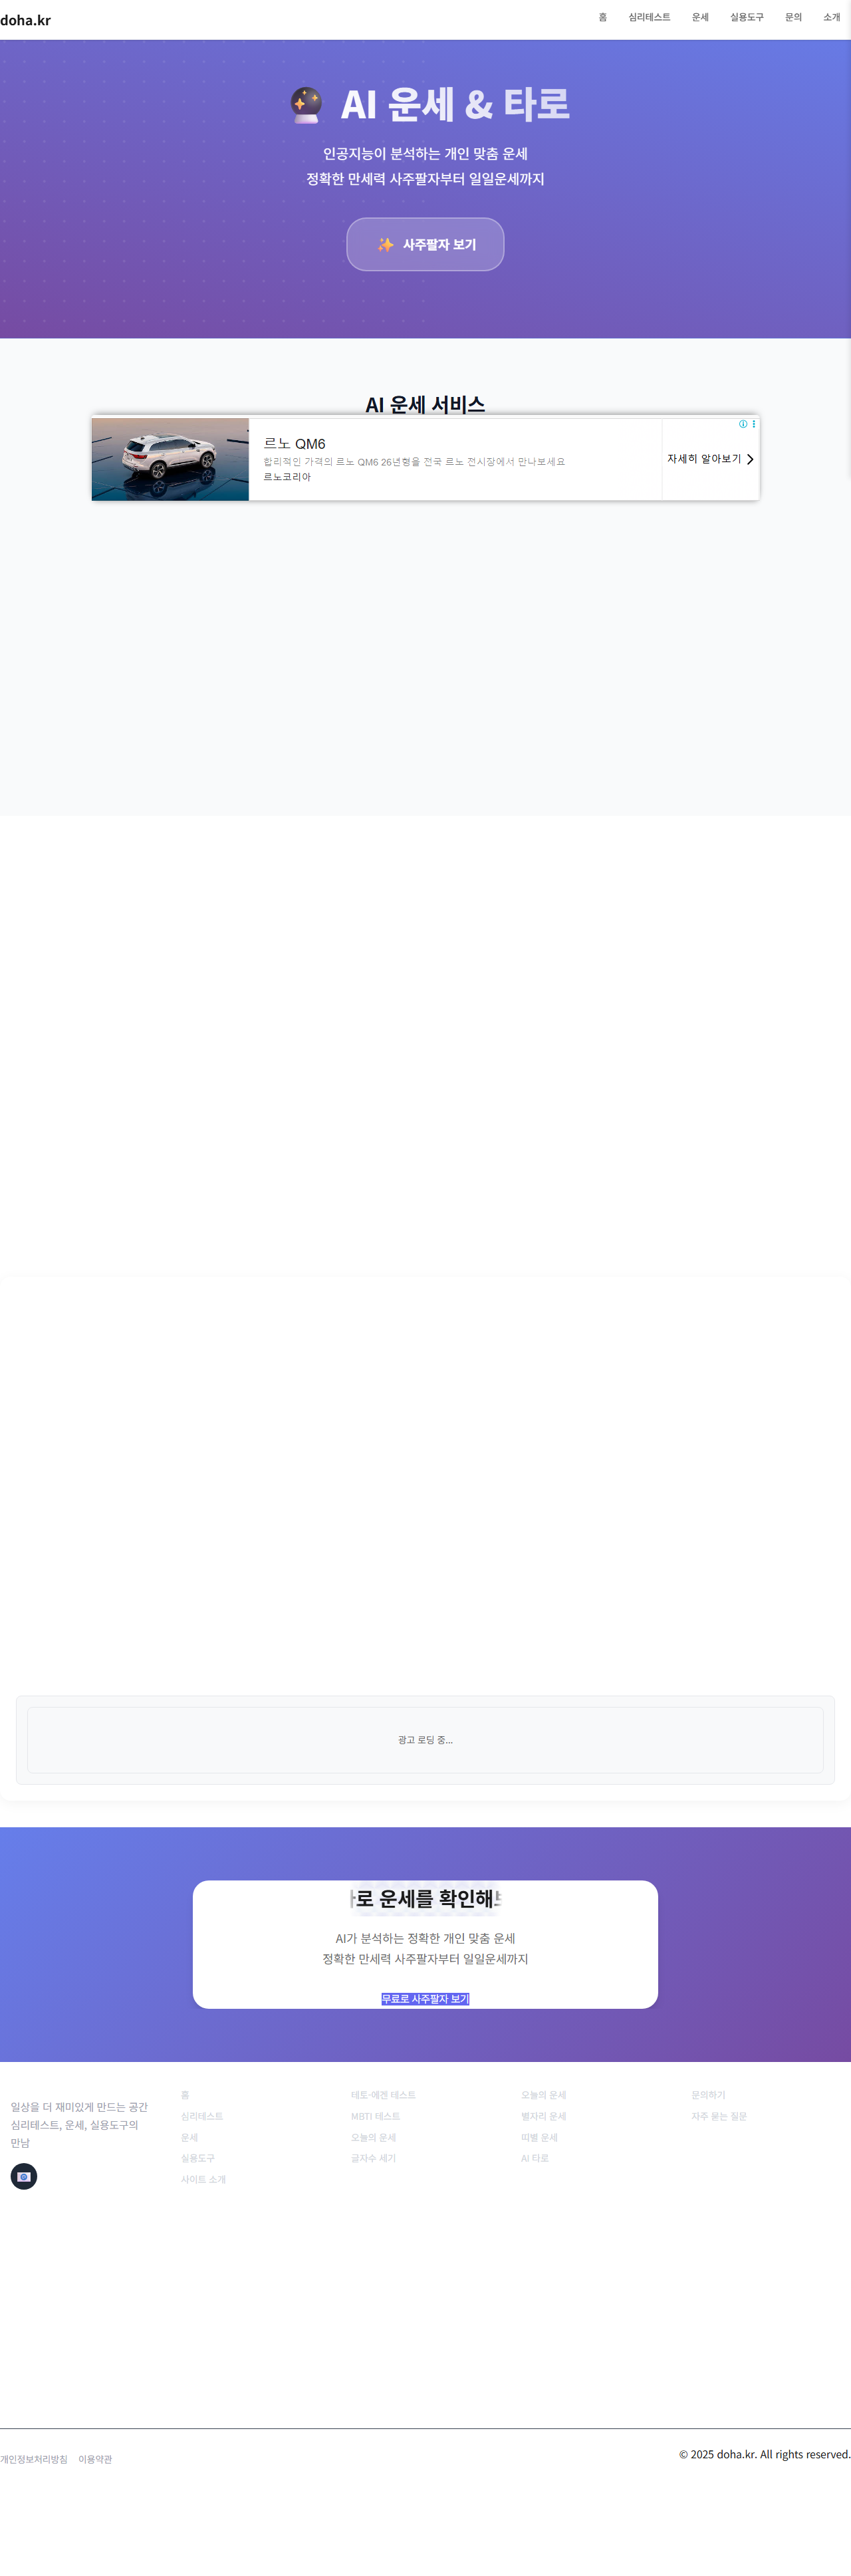 doha.kr
홈 심리테스트 운세 실용도구 문의 소개
AI 운세 & 타로
인공지능이 분석하는 개인 맞춤 운세
정확한 만세력 사주팔자부터 일일운세까지
사주팔자 보기
AI 운세 서비스
르노 QM6
합리적인 가격의 르노 QM6 26년형을 전국 르노 전시장에서 만나보세요
르노코리아
자세히 알아보기
광고 로딩 중...
로 운세를 확인해
AI가 분석하는 정확한 개인 맞춤 운세
정확한 만세력 사주팔자부터 일일운세까지
무료로 사주팔자 보기
일상을 더 재미있게 만드는 공간
심리테스트, 운세, 실용도구의
만남
홈
심리테스트
운세
실용도구
사이트 소개
테토-에겐 테스트
MBTI 테스트
오늘의 운세
글자수 세기
오늘의 운세
별자리 운세
띠별 운세
AI 타로
문의하기
자주 묻는 질문
개인정보처리방침 이용약관
© 2025 doha.kr. All rights reserved.